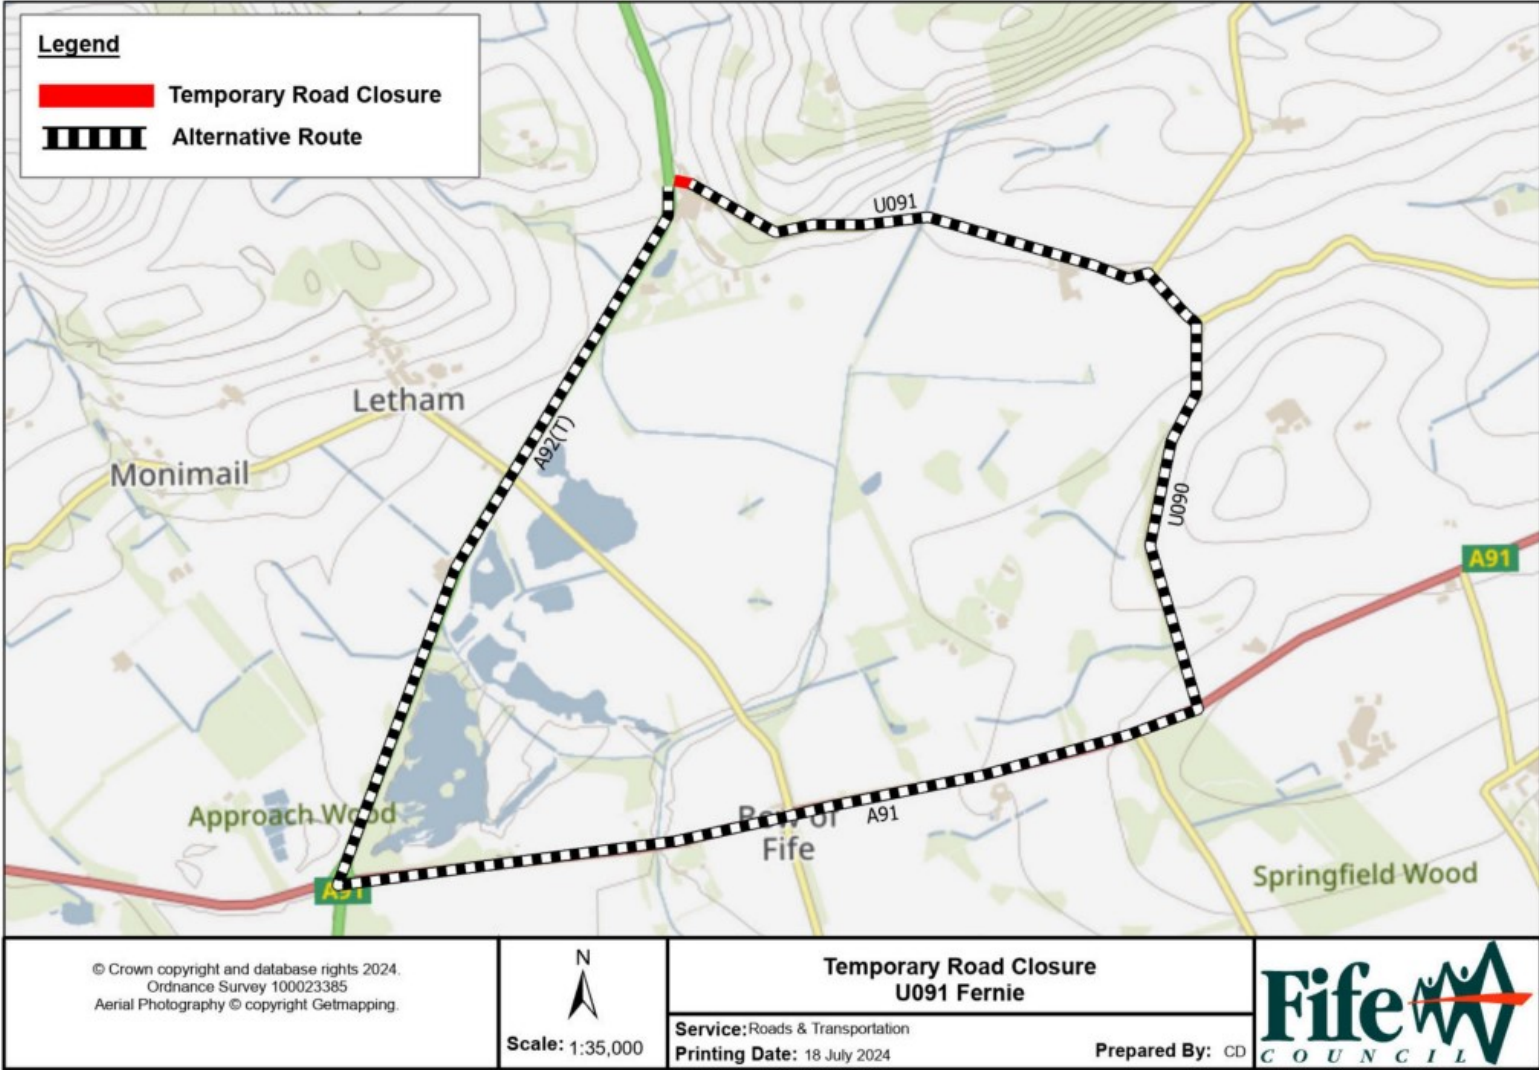 Legend
Temporary Road Closure
Alternative Route
U091
Letham
A92(T)
Monimail
U090
A91
Approach Wood
Bow of
Fife
A91
Springfield Wood
A91
© Crown copyright and database rights 2024.
Ordnance Survey 100023385
Aerial Photography © copyright Getmapping.
N
Scale: 1:35,000
Temporary Road Closure
U091 Fernie
Service: Roads & Transportation
Printing Date: 18 July 2024
Prepared By: CD
Fife
COUNCIL